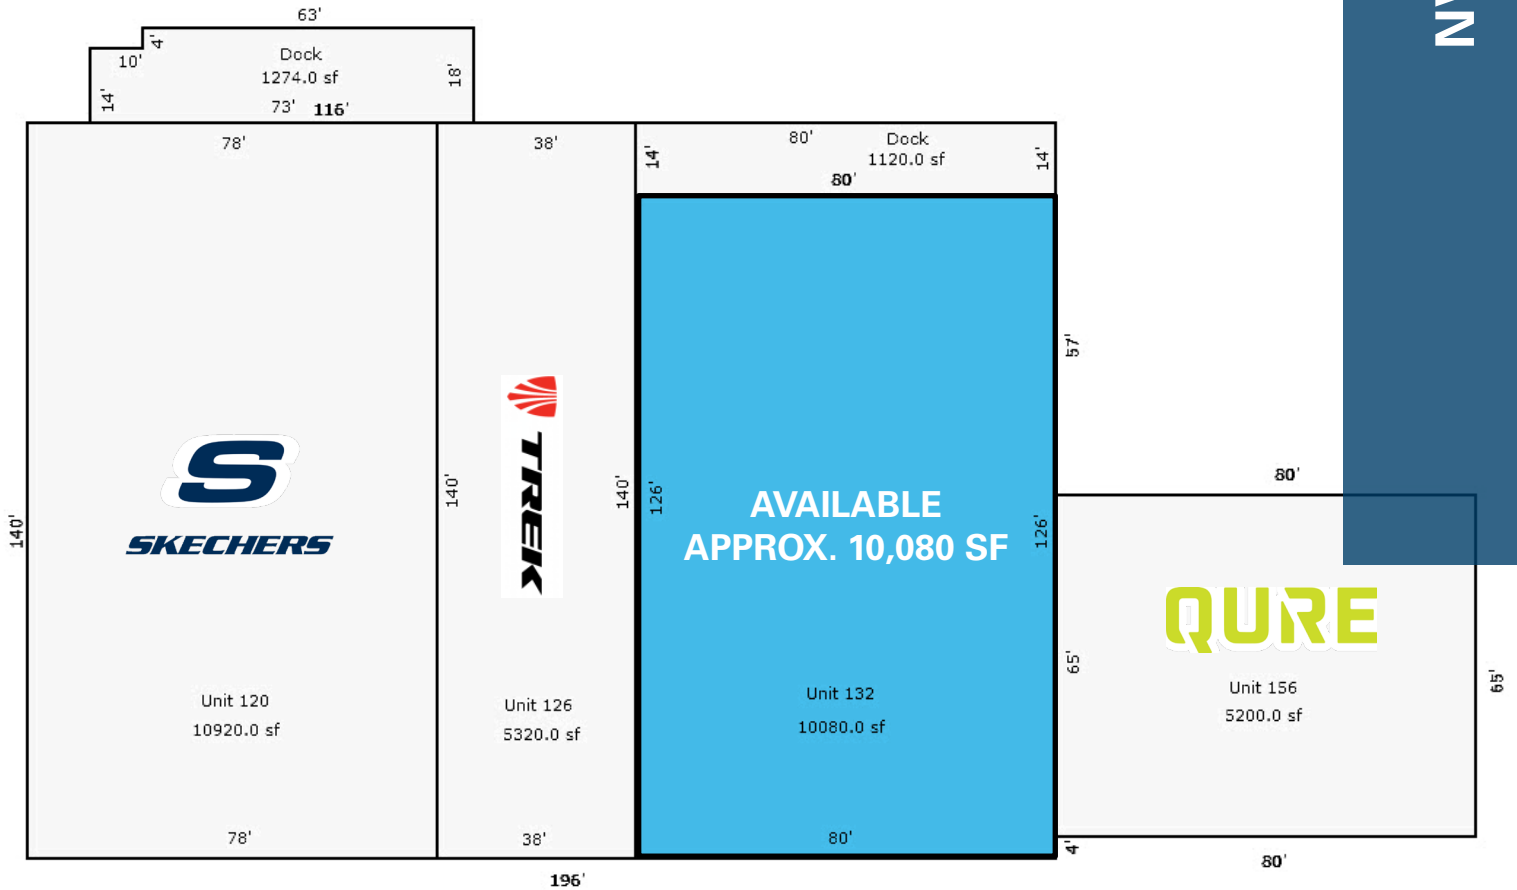 63'
4'
10'
Dock
1274.0 sf
14'
18'
73'
116'
78'
38'
80'
Dock
1120.0 sf
14'
14'
80'
57'
140'
SKECHERS
140'
TREK
140'
126'
AVAILABLE
APPROX. 10,080 SF
126'
80'
65'
QURE
65'
Unit 120
10920.0 sf
Unit 126
5320.0 sf
Unit 132
10080.0 sf
Unit 156
5200.0 sf
78'
38'
80'
4'
80'
196'